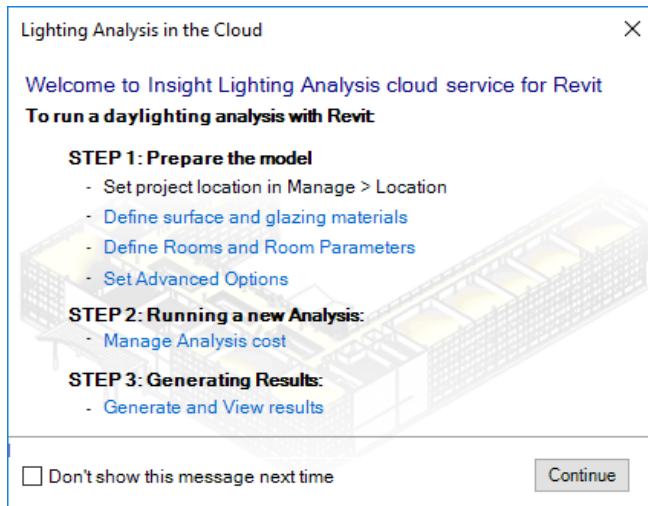 Lighting Analysis in the Cloud
Welcome to Insight Lighting Analysis cloud service for Revit
To run a daylighting analysis with Revit:
STEP 1: Prepare the model
- Set project location in Manage > Location
- Define surface and glazing materials
- Define Rooms and Room Parameters
- Set Advanced Options
STEP 2: Running a new Analysis:
- Manage Analysis cost
STEP 3: Generating Results:
- Generate and View results
Don't show this message next time
Continue